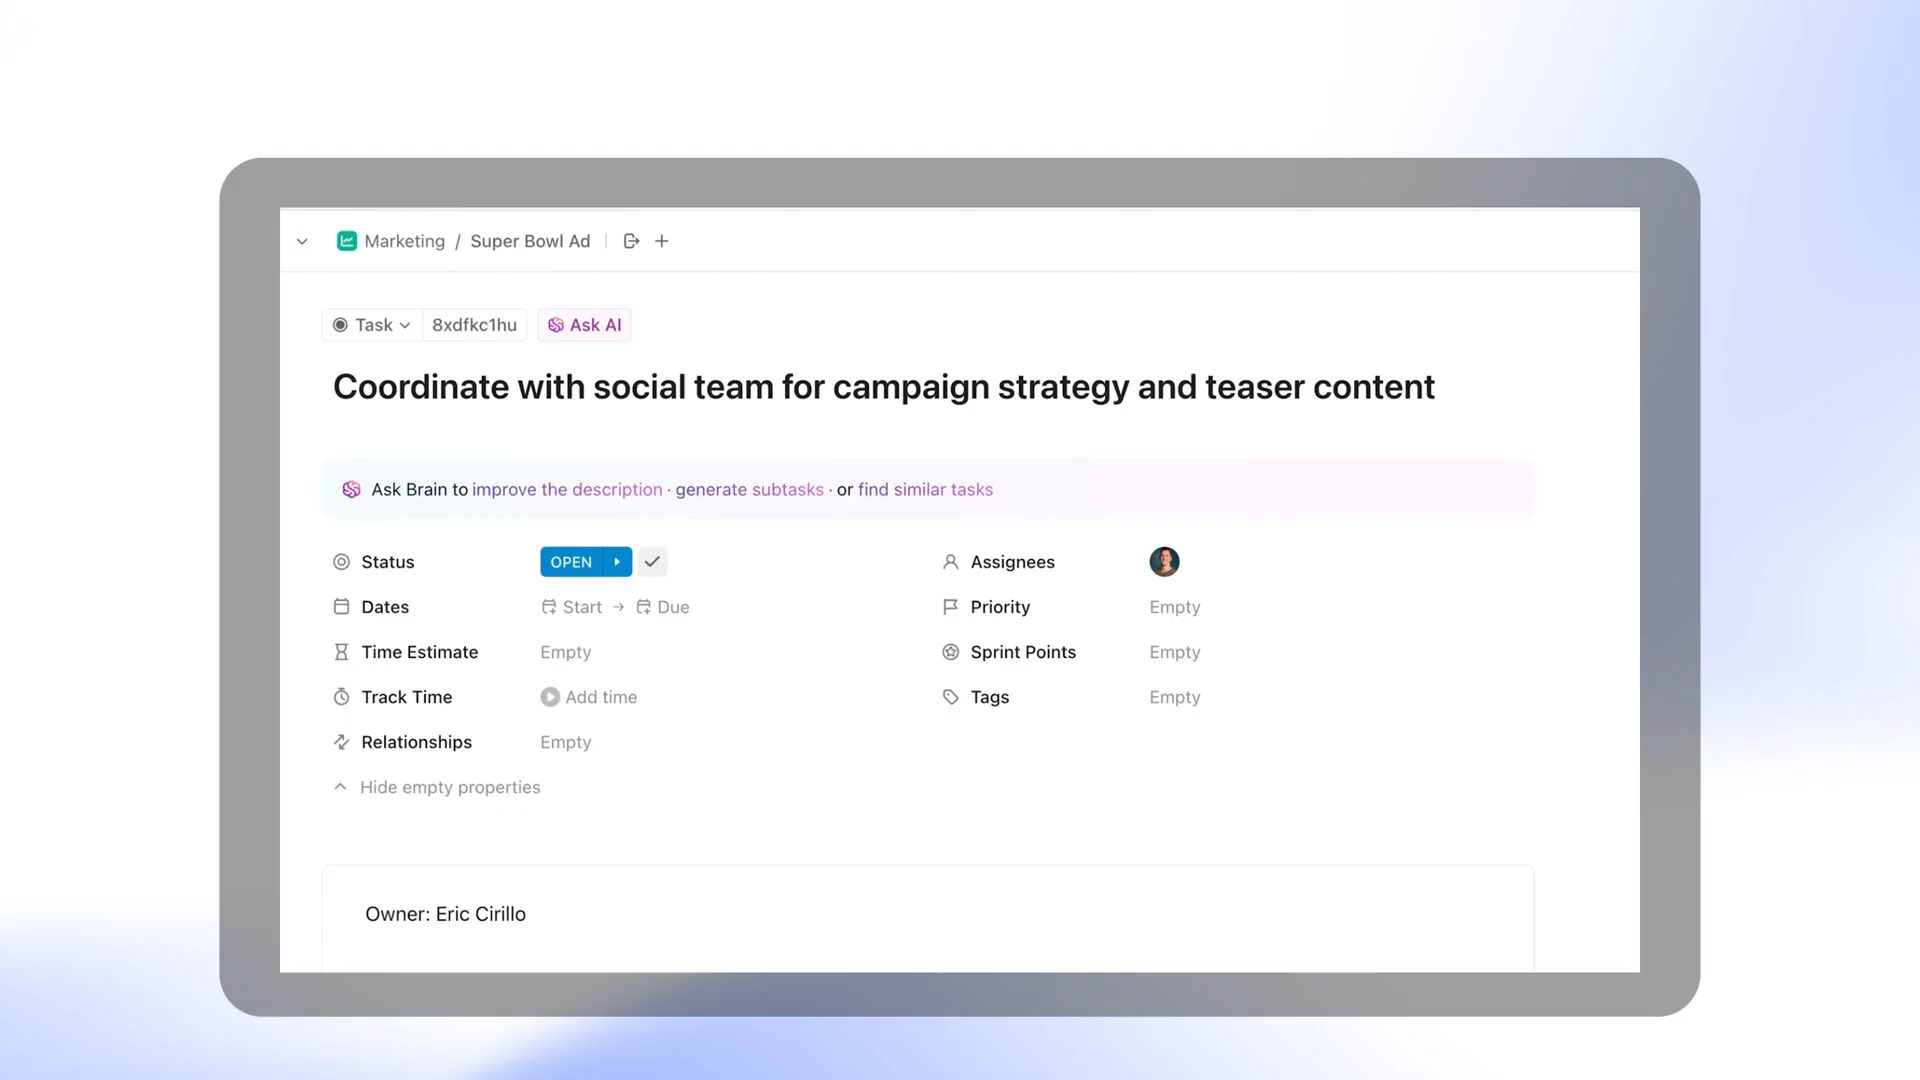 Marketing / Super Bowl Ad
Task 8xdfkc1hu Ask AI
Coordinate with social team for campaign strategy and teaser content
Ask Brain to improve the description · generate subtasks · or find similar tasks
Status OPEN Assignees
Dates Start → Due Priority Empty
Time Estimate Empty Sprint Points Empty
Track Time Add time Tags Empty
Relationships Empty
Hide empty properties
Owner: Eric Cirillo